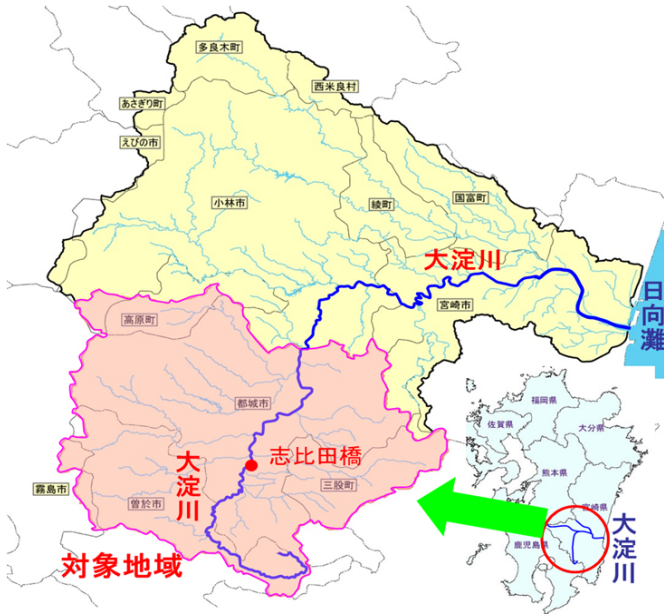 多良木町
西米良村
あさぎり町
えびの市
小林市
綾町
国富町
大淀川
宮崎市
日向灘
高原町
都城市
大淀川
志比田橋
三股町
霧島市
曽於市
対象地域
福岡県
佐賀県
大分県
熊本県
宮崎県
鹿児島県
大淀川